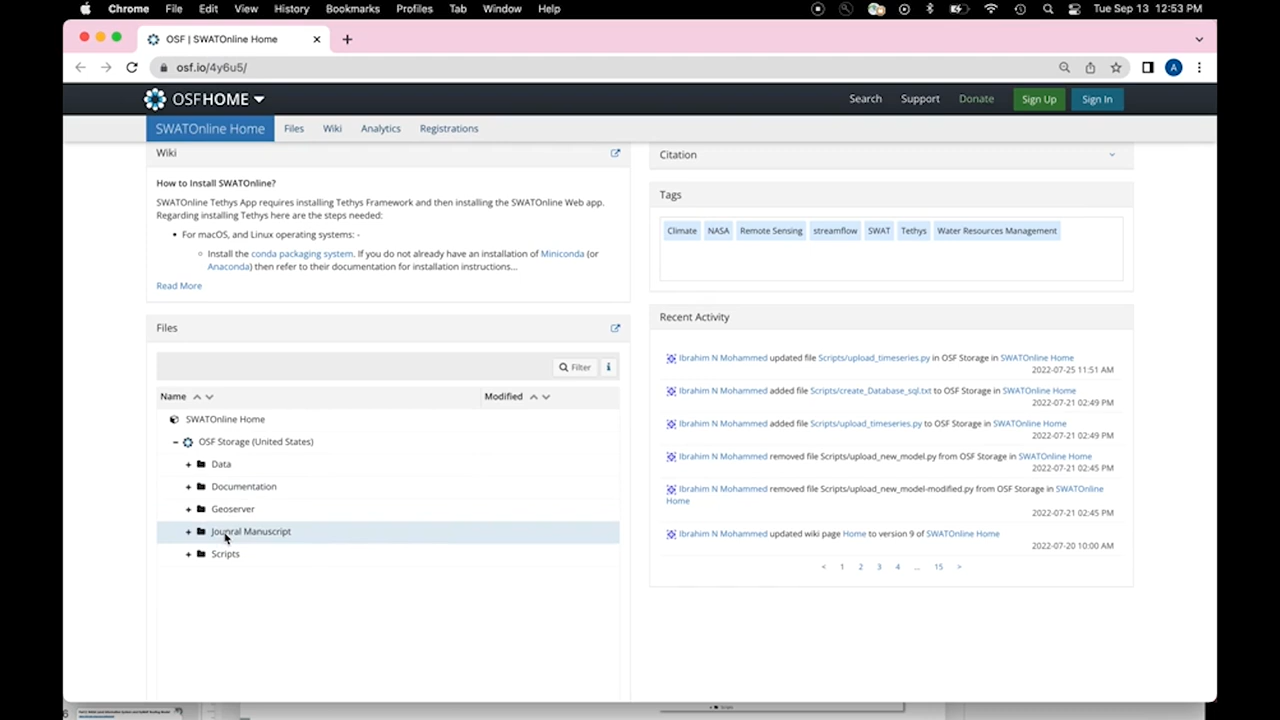 Chrome File Edit View History Bookmarks Profiles Tab Window Help Tue Sep 13 12:53 PM
OSF | SWATOnline Home
osf.io/4y6u5/
A
OSFHOME Search Support Donate Sign Up Sign In
SWATOnline Home Files Wiki Analytics Registrations
Wiki
How to Install SWATOnline?
SWATOnline Tethys App requires installing Tethys Framework and then installing the SWATOnline Web app.
Regarding installing Tethys here are the steps needed:
For macOS, and Linux operating systems: -
Install the conda packaging system. If you do not already have an installation of Miniconda (or
Anaconda) then refer to their documentation for installation instructions...
Read More
Files
Filter
Name Modified
SWATOnline Home
OSF Storage (United States)
Data
Documentation
Geoserver
Jounral Manuscript
Scripts
Citation
Tags
Climate NASA Remote Sensing streamflow SWAT Tethys Water Resources Management
Recent Activity
Ibrahim N Mohammed updated file Scripts/upload_timeseries.py in OSF Storage in SWATOnline Home
2022-07-25 11:51 AM
Ibrahim N Mohammed added file Scripts/create_Database_sql.txt to OSF Storage in SWATOnline Home
2022-07-21 02:49 PM
Ibrahim N Mohammed added file Scripts/upload_timeseries.py to OSF Storage in SWATOnline Home
2022-07-21 02:49 PM
Ibrahim N Mohammed removed file Scripts/upload_new_model.py from OSF Storage in SWATOnline Home
2022-07-21 02:45 PM
Ibrahim N Mohammed removed file Scripts/upload_new_model-modified.py from OSF Storage in SWATOnline
Home
2022-07-21 02:45 PM
Ibrahim N Mohammed updated wiki page Home to version 9 of SWATOnline Home
2022-07-20 10:00 AM
< 1 2 3 4 ... 15 >